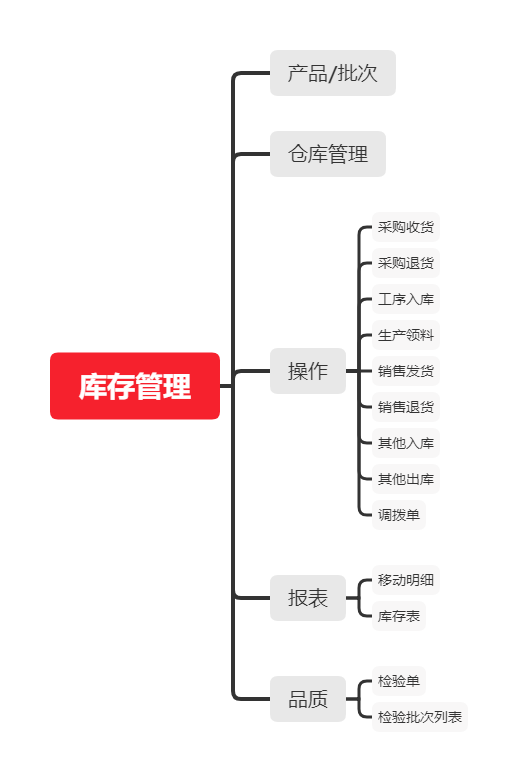 库存管理
产品/批次
仓库管理
操作
采购收货
采购退货
工序入库
生产领料
销售发货
销售退货
其他入库
其他出库
调拨单
报表
移动明细
库存表
品质
检验单
检验批次列表